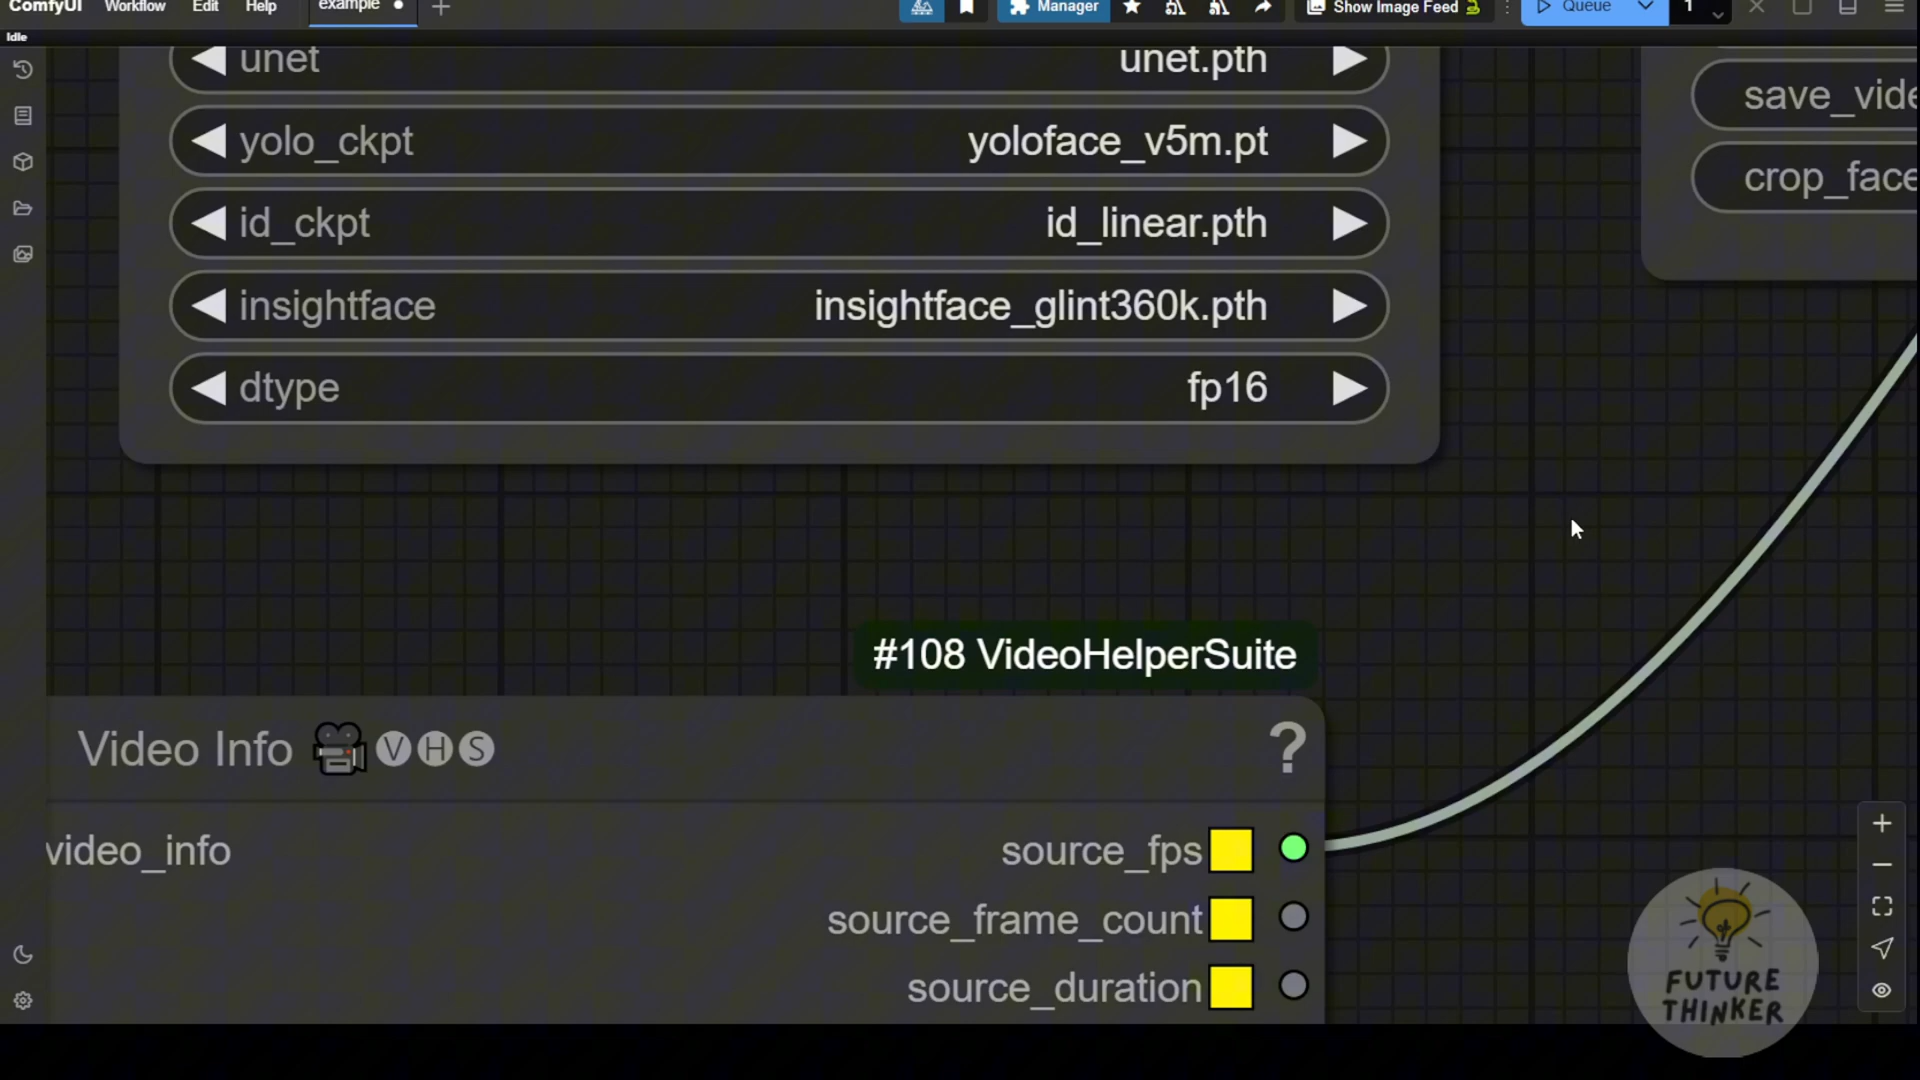 ComfyUI Workflow Edit Help example +
Manager Show Image Feed Queue 1
Idle
unet unet.pth
yolo_ckpt yoloface_v5m.pt
id_ckpt id_linear.pth
insightface insightface_glint360k.pth
dtype fp16
save_vide
crop_face
#108 VideoHelperSuite
Video Info 🎥🅥🅗🅢 ?
video_info source_fps
source_frame_count
source_duration
FUTURE
THINKER